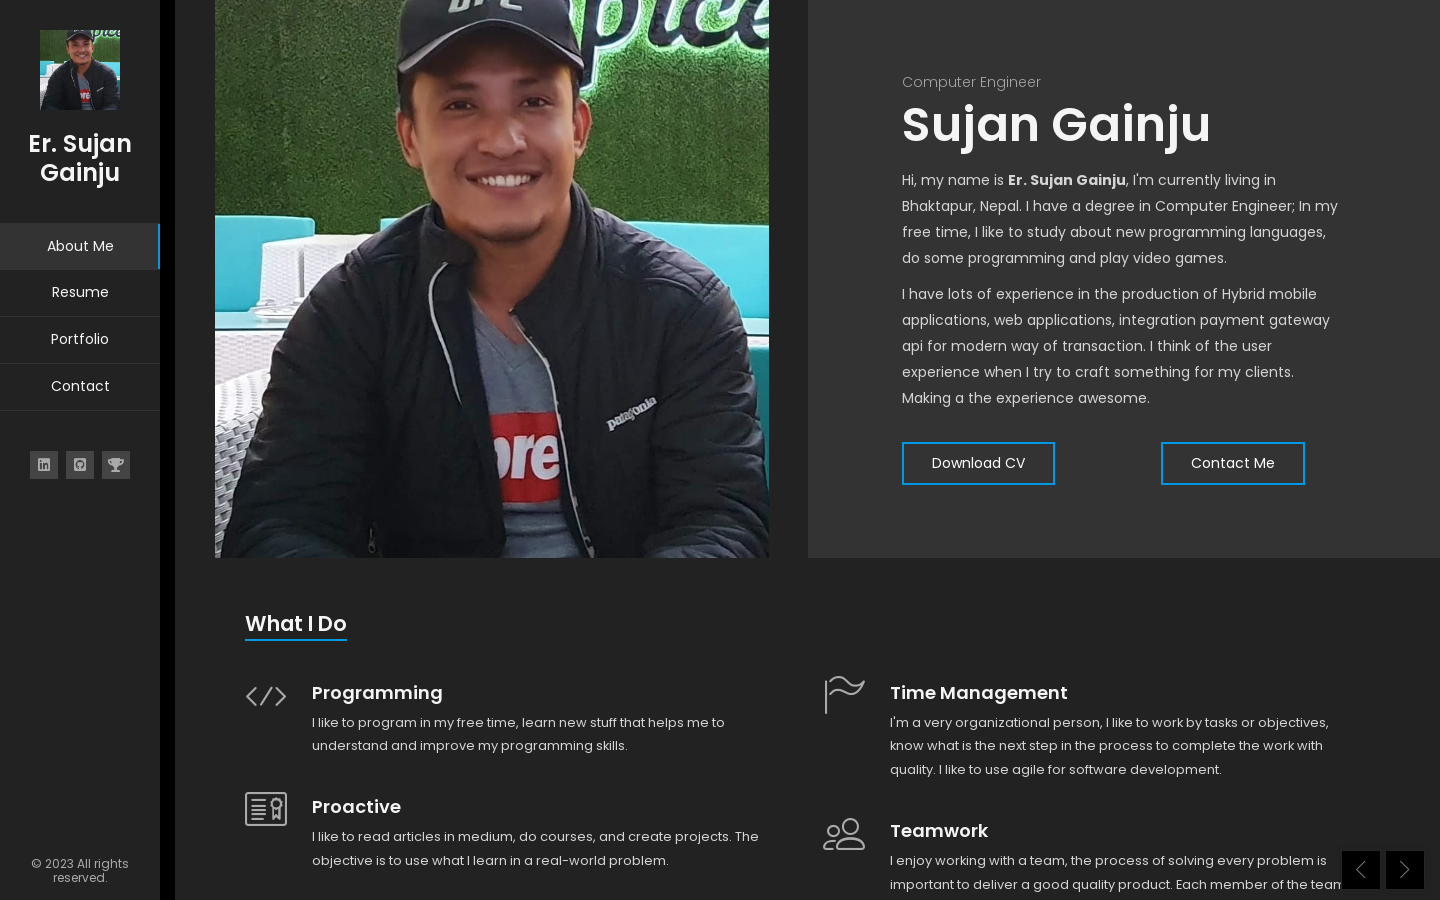 Er. Sujan
Gainju
About Me
Resume
Portfolio
Contact
© 2023 All rights
reserved.
patagonia
Computer Engineer
Sujan Gainju
Hi, my name is Er. Sujan Gainju, I'm currently living in
Bhaktapur, Nepal. I have a degree in Computer Engineer; In my
free time, I like to study about new programming languages,
do some programming and play video games.
I have lots of experience in the production of Hybrid mobile
applications, web applications, integration payment gateway
api for modern way of transaction. I think of the user
experience when I try to craft something for my clients.
Making a the experience awesome.
Download CV
Contact Me
What I Do
Programming
I like to program in my free time, learn new stuff that helps me to
understand and improve my programming skills.
Proactive
I like to read articles in medium, do courses, and create projects. The
objective is to use what I learn in a real-world problem.
Time Management
I'm a very organizational person, I like to work by tasks or objectives,
know what is the next step in the process to complete the work with
quality. I like to use agile for software development.
Teamwork
I enjoy working with a team, the process of solving every problem is
important to deliver a good quality product. Each member of the team